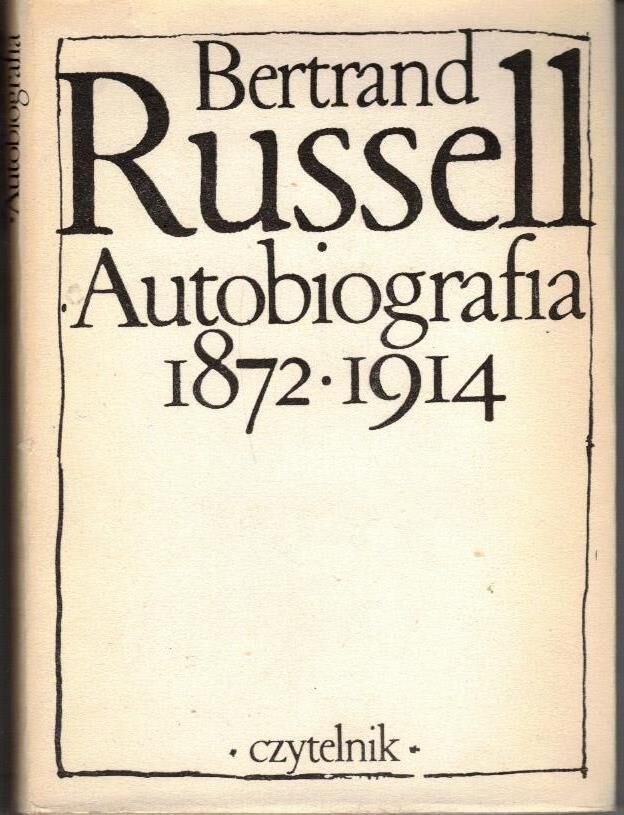 Bertrand
Russell
Autobiografia
1872·1914
· czytelnik ·
·Autobiografia